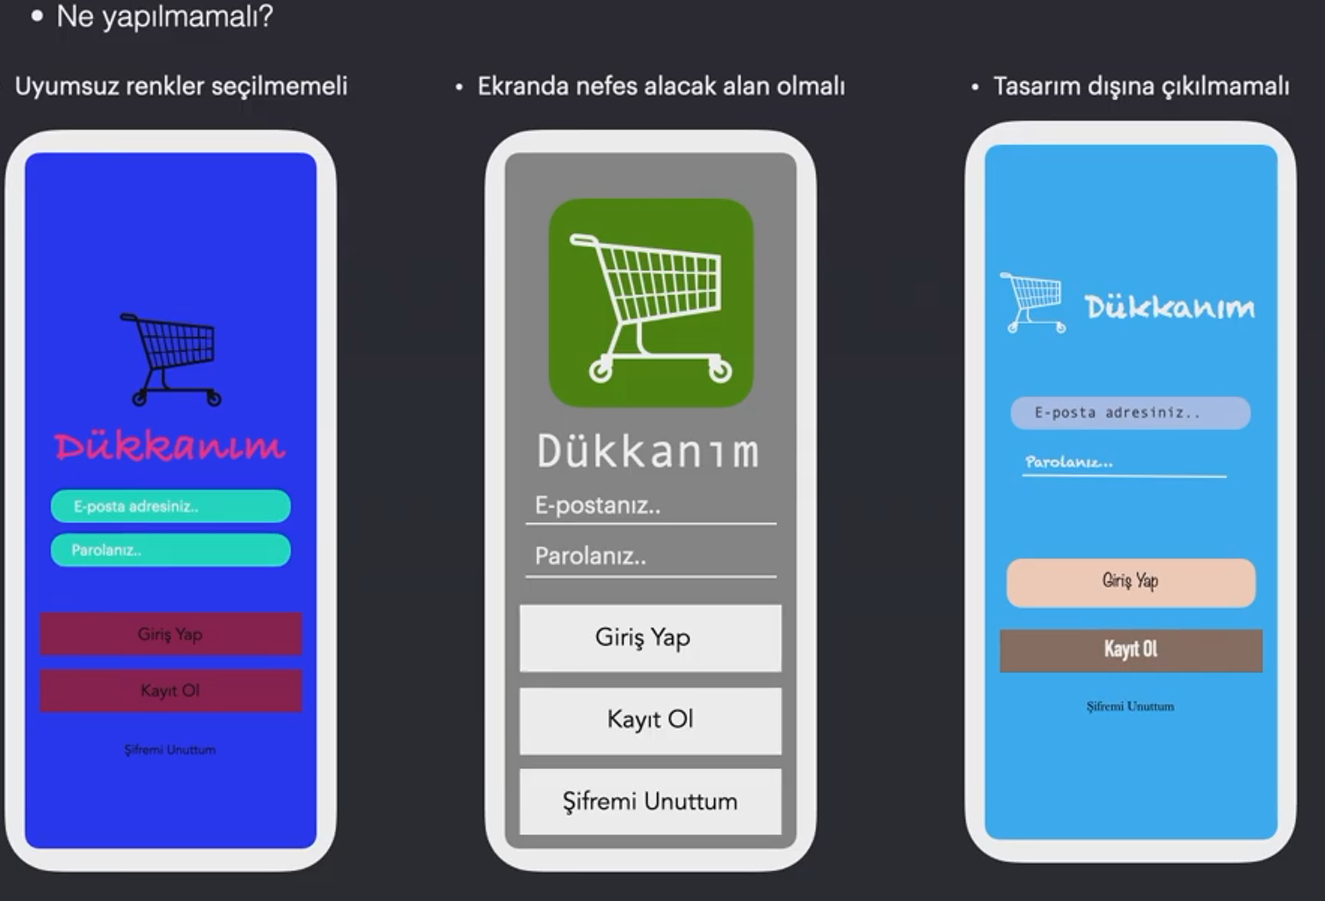 • Ne yapılmamalı?
Uyumsuz renkler seçilmemeli
Dükkanım
E-posta adresiniz..
Parolanız..
Giriş Yap
Kayıt Ol
Şifremi Unuttum
• Ekranda nefes alacak alan olmalı
Dükkanım
E-postanız..
Parolanız..
Giriş Yap
Kayıt Ol
Şifremi Unuttum
• Tasarım dışına çıkılmamalı
Dükkanım
E-posta adresiniz..
Parolanız...
Giriş Yap
Kayıt Ol
Şifremi Unuttum